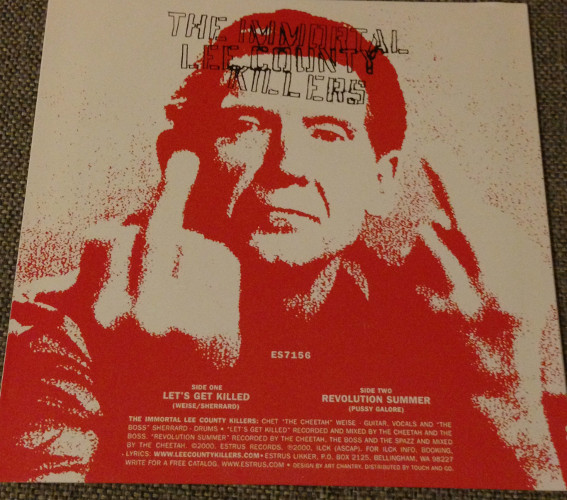 THE IMMORTAL
LEE COUNTY
KILLERS
ES7156
SIDE ONE
LET'S GET KILLED
(WEISE/SHERRARD)
SIDE TWO
REVOLUTION SUMMER
(PUSSY GALORE)
THE IMMORTAL LEE COUNTY KILLERS: CHET "THE CHEETAH" WEISE - GUITAR, VOCALS AND "THE
BOSS" SHERRARD - DRUMS • "LET'S GET KILLED" RECORDED AND MIXED BY THE CHEETAH AND THE
BOSS. "REVOLUTION SUMMER" RECORDED BY THE CHEETAH, THE BOSS AND THE SPAZZ AND MIXED
BY THE CHEETAH. ©2000, ESTRUS RECORDS. ℗2000, ILCK (ASCAP). FOR ILCK INFO, BOOKING,
LYRICS: WWW.LEECOUNTYKILLERS.COM • ESTRUS LINKER, P.O. BOX 2125, BELLINGHAM, WA 98227
WRITE FOR A FREE CATALOG. WWW.ESTRUS.COM • DESIGN BY ART CHANTRY. DISTRIBUTED BY TOUCH AND GO.